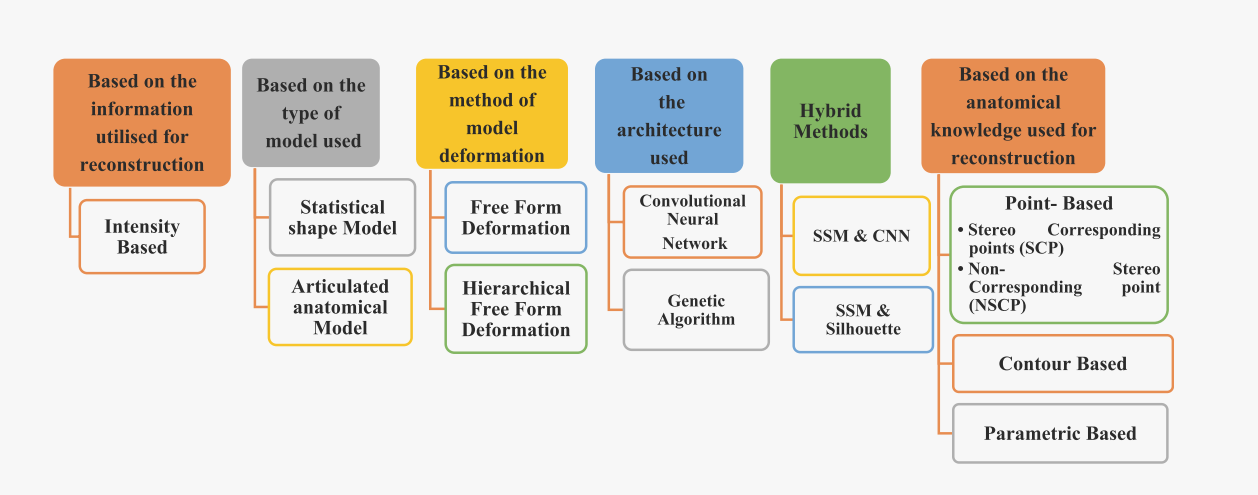 Based on the
information
utilised for
reconstruction
Intensity
Based
Based on the
type of
model used
Statistical
shape Model
Articulated
anatomical
Model
Based on the
method of
model
deformation
Free Form
Deformation
Hierarchical
Free Form
Deformation
Based on
the
architecture
used
Convolutional
Neural
Network
Genetic
Algorithm
Hybrid
Methods
SSM & CNN
SSM &
Silhouette
Based on the
anatomical
knowledge used for
reconstruction
Point- Based
• Stereo Corresponding
points (SCP)
• Non- Stereo
Corresponding point
(NSCP)
Contour Based
Parametric Based